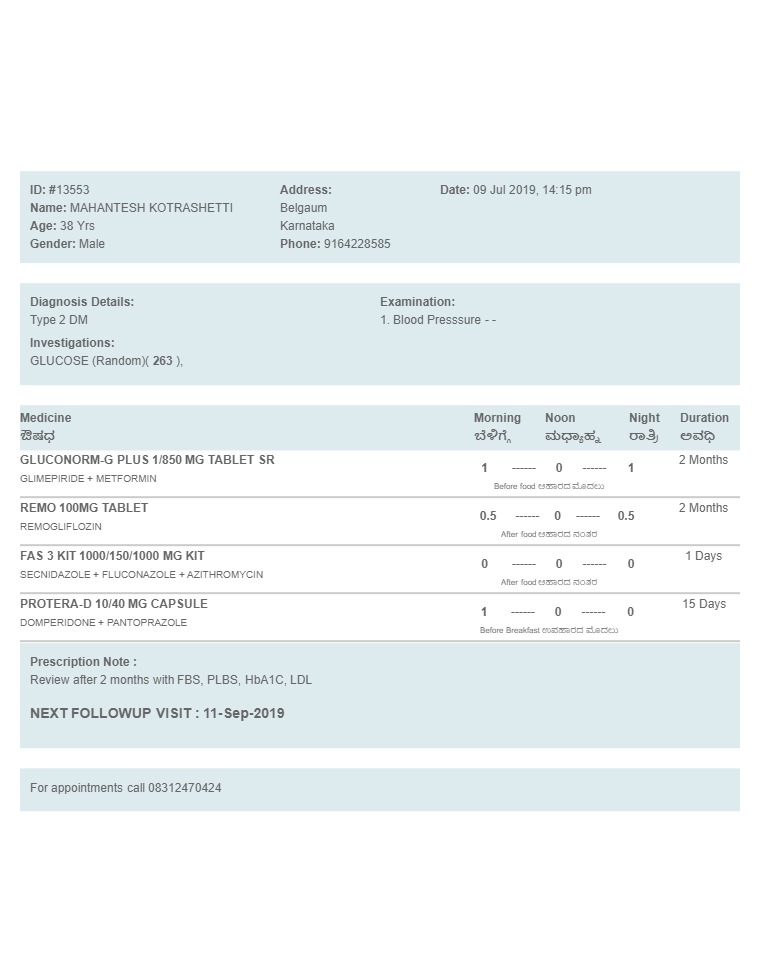 ID: #13553
Name: MAHANTESH KOTRASHETTI
Age: 38 Yrs
Gender: Male
Address:
Belgaum
Karnataka
Phone: 9164228585
Date: 09 Jul 2019, 14:15 pm
Diagnosis Details:
Type 2 DM
Investigations:
GLUCOSE (Random)( 263 ),
Examination:
1. Blood Presssure - -
Medicine Morning Noon Night Duration
ಔಷಧ ಬೆಳಿಗ್ಗೆ ಮಧ್ಯಾಹ್ನ ರಾತ್ರಿ ಅವಧಿ
GLUCONORM-G PLUS 1/850 MG TABLET SR 2 Months
1 ------ 0 ------ 1
GLIMEPIRIDE + METFORMIN
Before food ಆಹಾರದ ಮೊದಲು
REMO 100MG TABLET 2 Months
0.5 ------ 0 ------ 0.5
REMOGLIFLOZIN
After food ಆಹಾರದ ನಂತರ
FAS 3 KIT 1000/150/1000 MG KIT 1 Days
0 ------ 0 ------ 0
SECNIDAZOLE + FLUCONAZOLE + AZITHROMYCIN
After food ಆಹಾರದ ನಂತರ
PROTERA-D 10/40 MG CAPSULE 15 Days
1 ------ 0 ------ 0
DOMPERIDONE + PANTOPRAZOLE
Before Breakfast ಉಪಹಾರದ ಮೊದಲು
Prescription Note :
Review after 2 months with FBS, PLBS, HbA1C, LDL
NEXT FOLLOWUP VISIT : 11-Sep-2019
For appointments call 08312470424